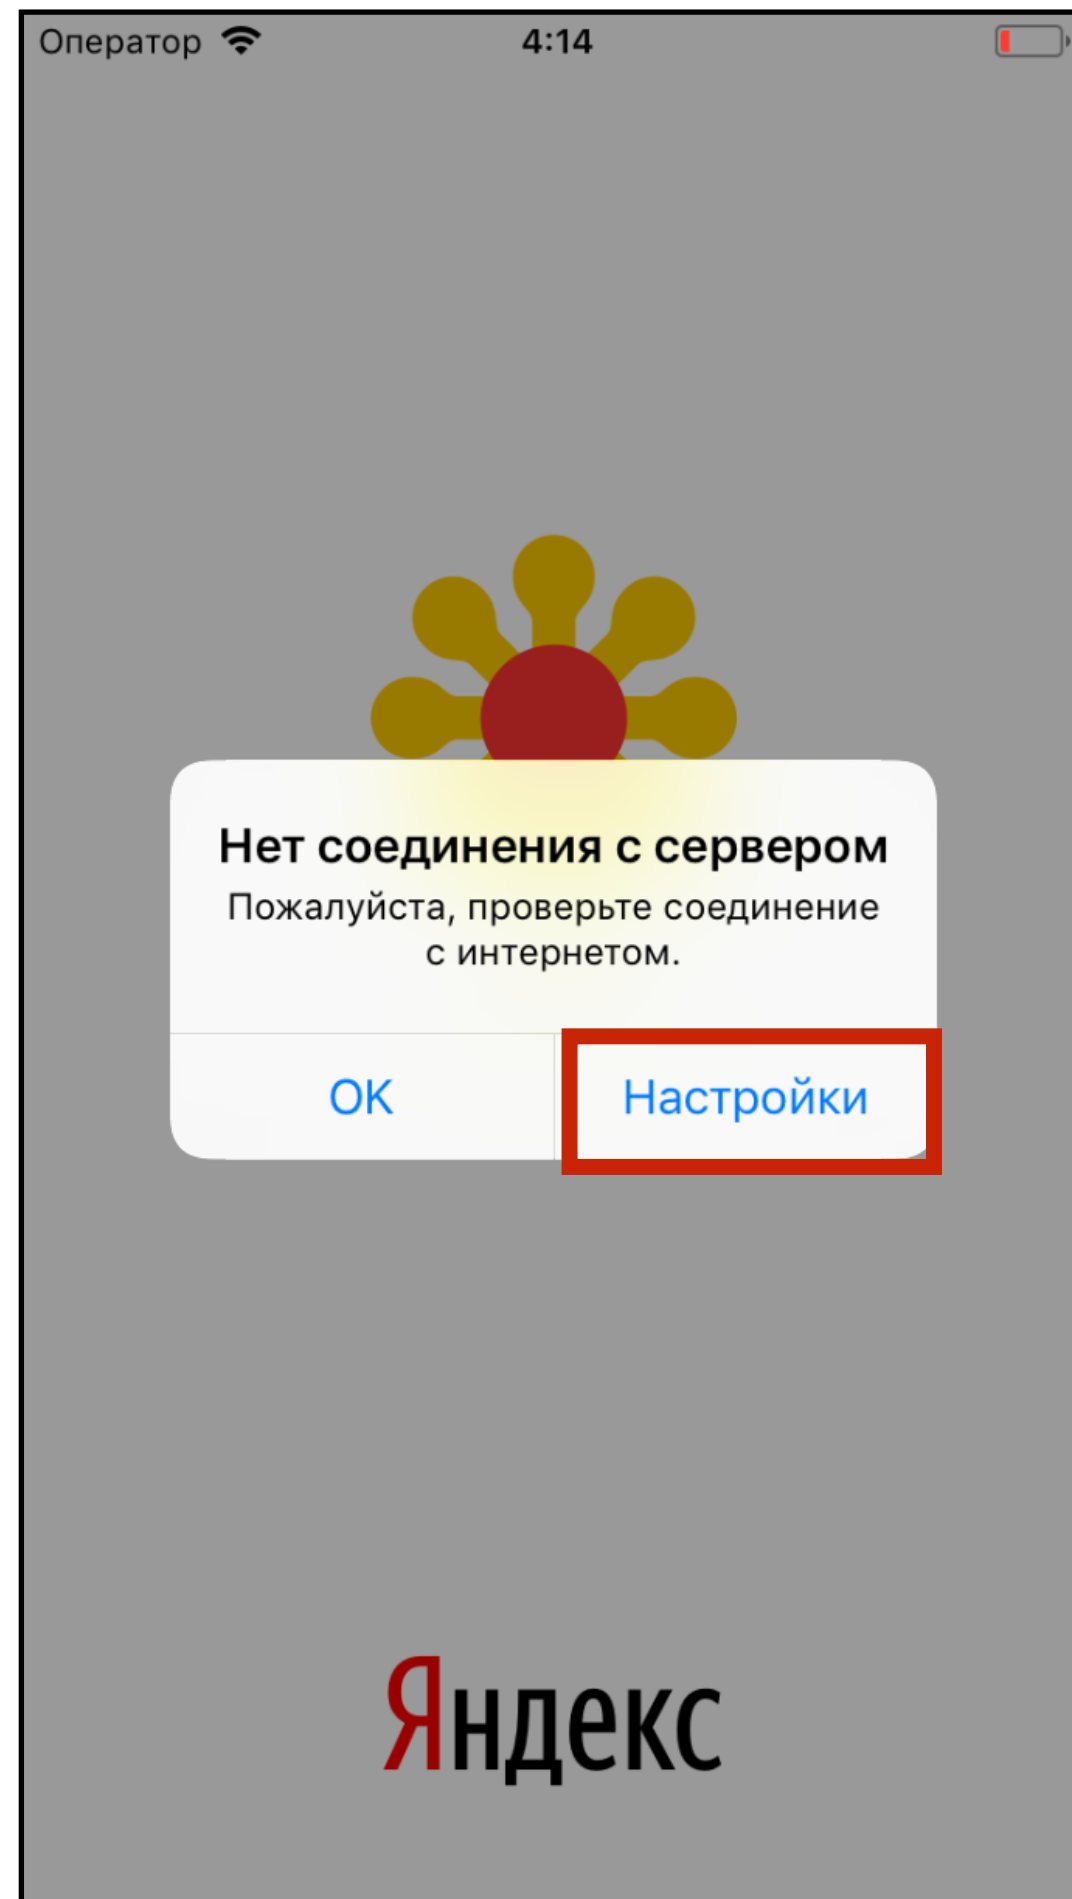 Оператор 4:14
Нет соединения с сервером
Пожалуйста, проверьте соединение
с интернетом.
OK Настройки
Яндекс